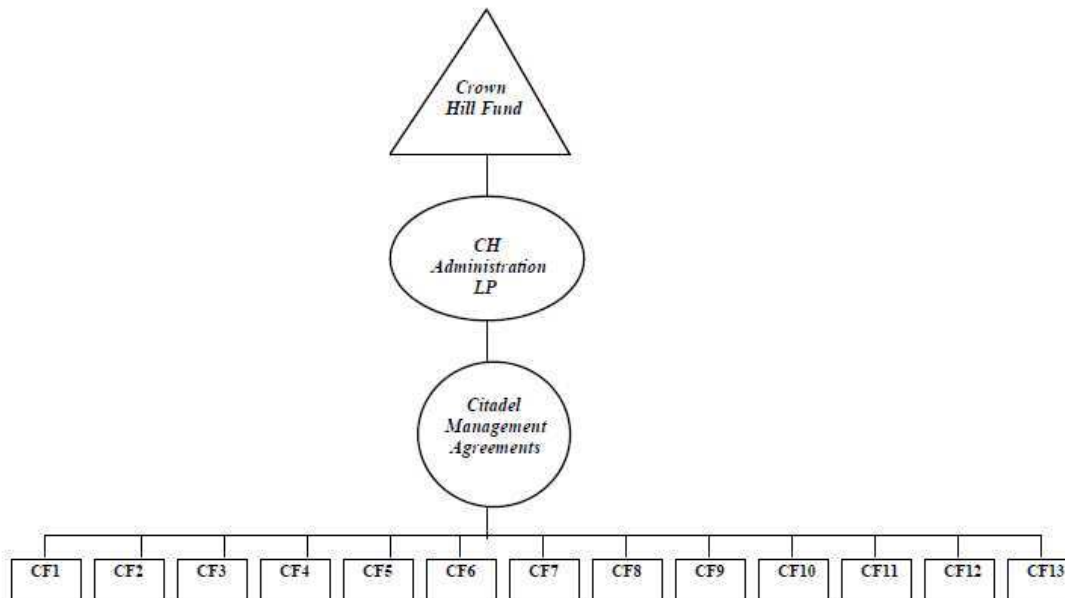 Crown
Hill Fund
CH
Administration
LP
Citadel
Management
Agreements
CF1 CF2 CF3 CF4 CF5 CF6 CF7 CF8 CF9 CF10 CF11 CF12 CF13